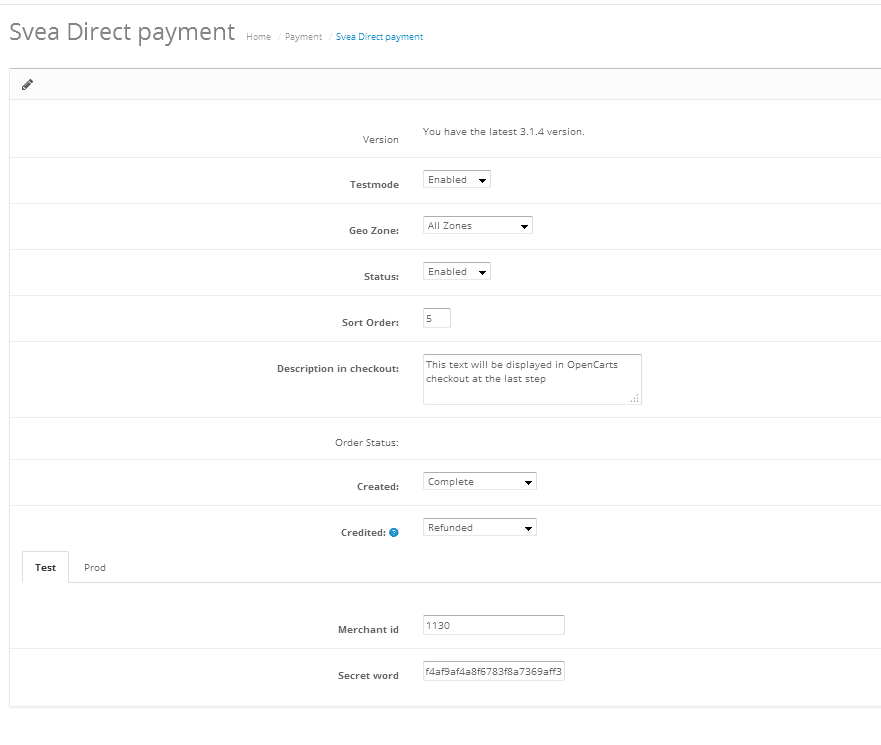 Svea Direct payment Home / Payment / Svea Direct payment
Version You have the latest 3.1.4 version.
Testmode Enabled
Geo Zone: All Zones
Status: Enabled
Sort Order: 5
Description in checkout: This text will be displayed in OpenCarts
checkout at the last step
Order Status:
Created: Complete
Credited: ? Refunded
Test Prod
Merchant id 1130
Secret word f4af9af4a8f6783f8a7369aff3